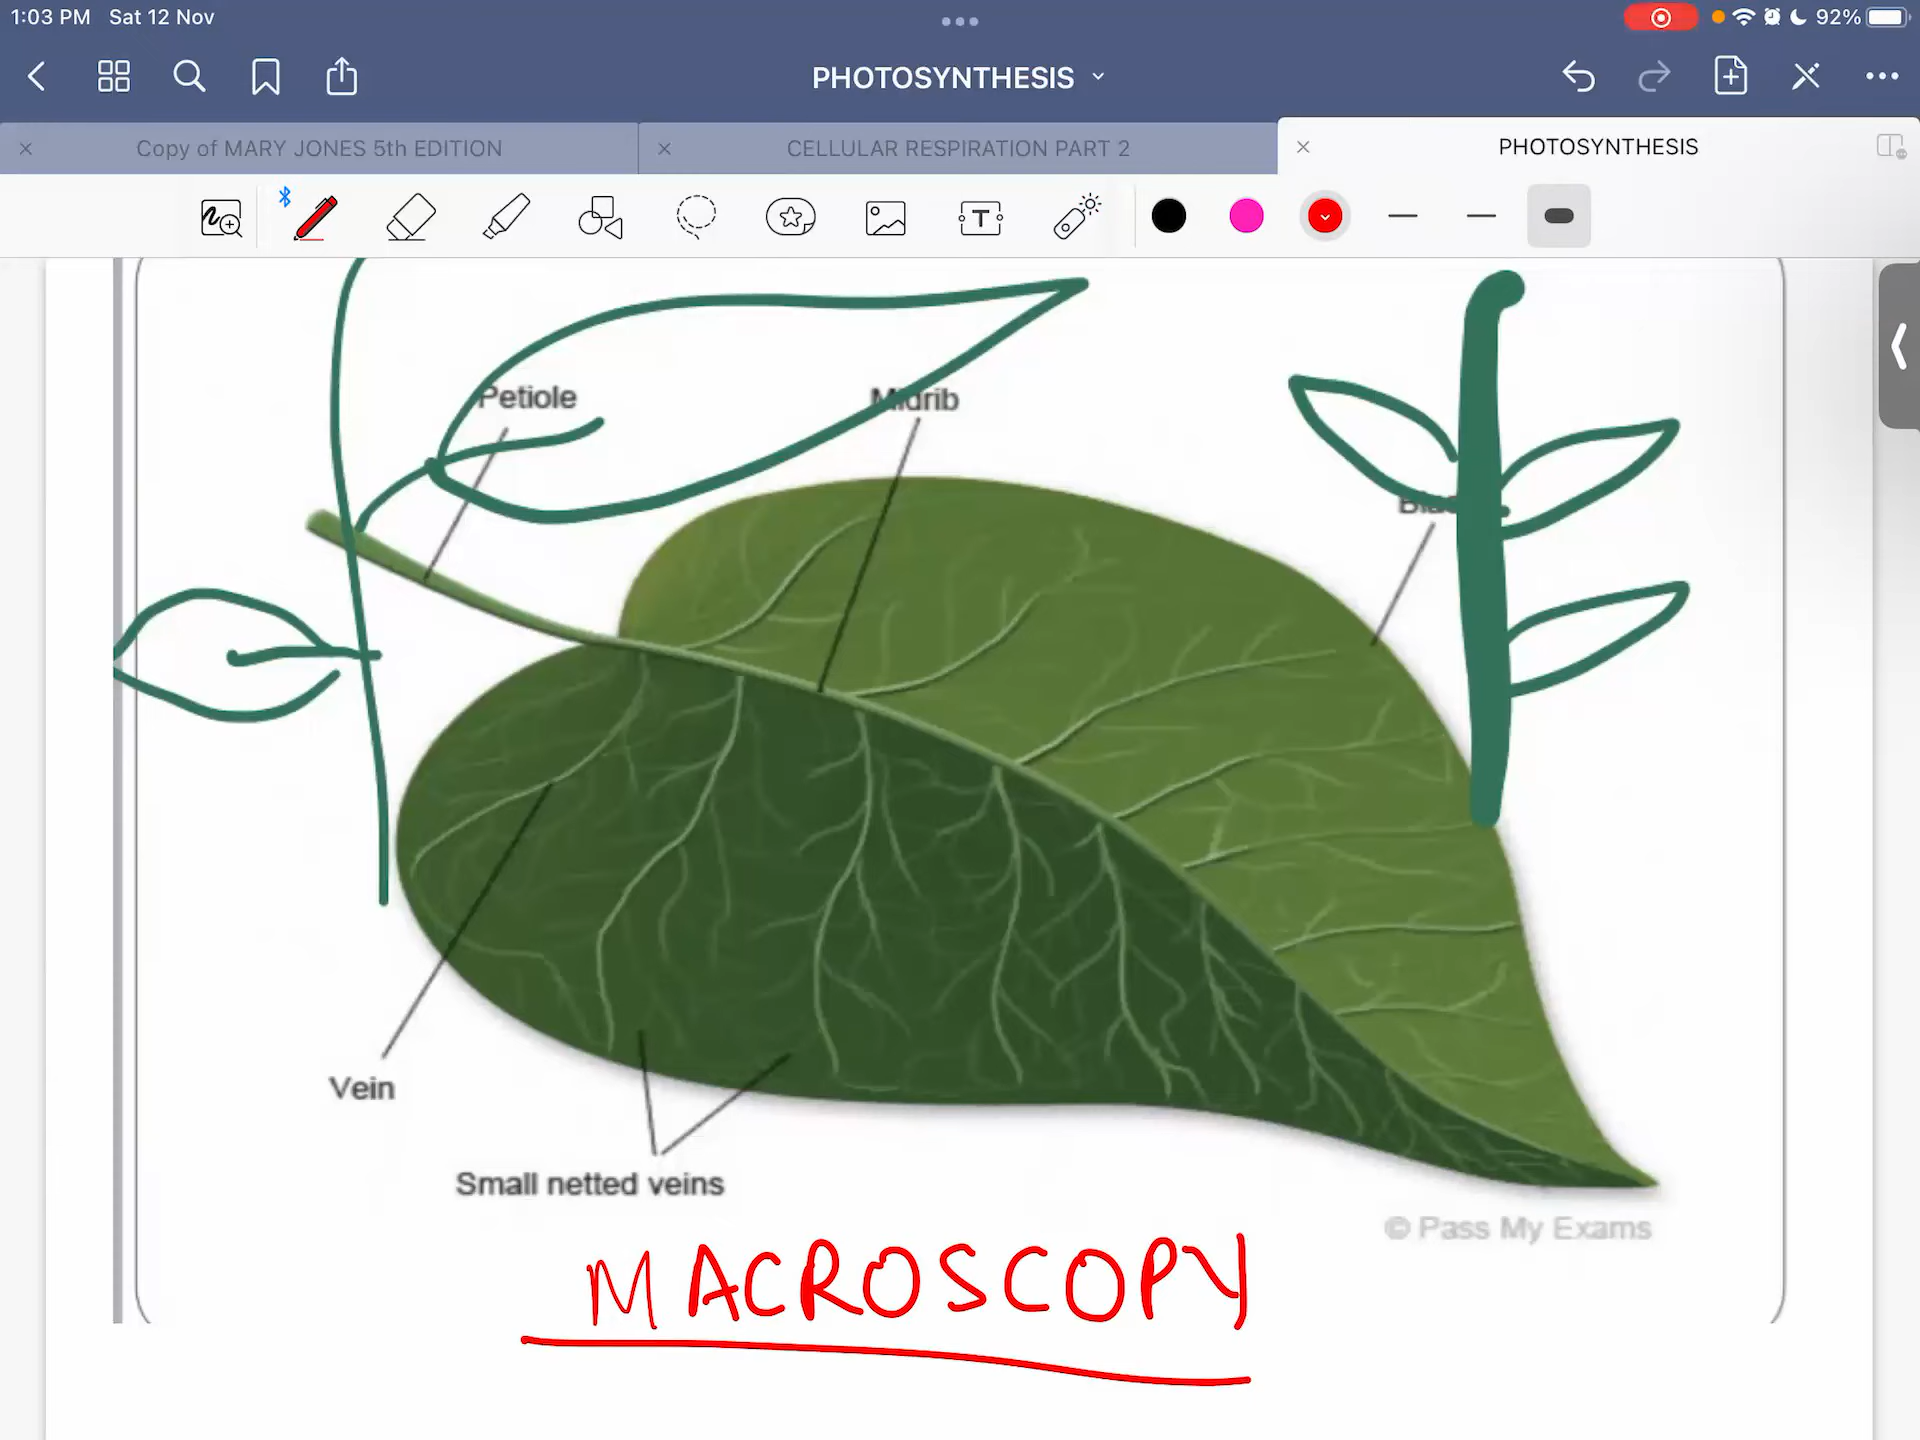 1:03 PM Sat 12 Nov
92%
PHOTOSYNTHESIS
Copy of MARY JONES 5th EDITION
CELLULAR RESPIRATION PART 2
PHOTOSYNTHESIS
T
Petiole
Midrib
Vein
Small netted veins
© Pass My Exams
MACROSCOPY